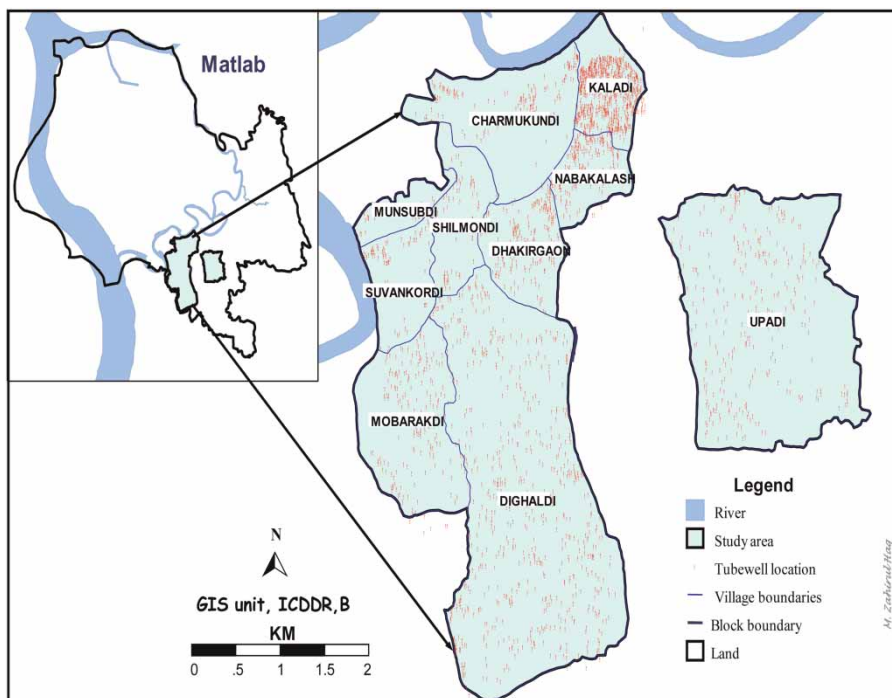 Matlab
KALADI
CHARMUKUNDI
NABAKALASH
MUNSUBDI
SHILMONDI
DHAKIRGAON
SUVANKORDI
UPADI
MOBARAKDI
DIGHALDI
N
GIS unit, ICDDR,B
KM
0 .5 1 1 2
Legend
River
Study area
Tubewell location
Village boundaries
Block boundary
Land
M. Zahirul Haq